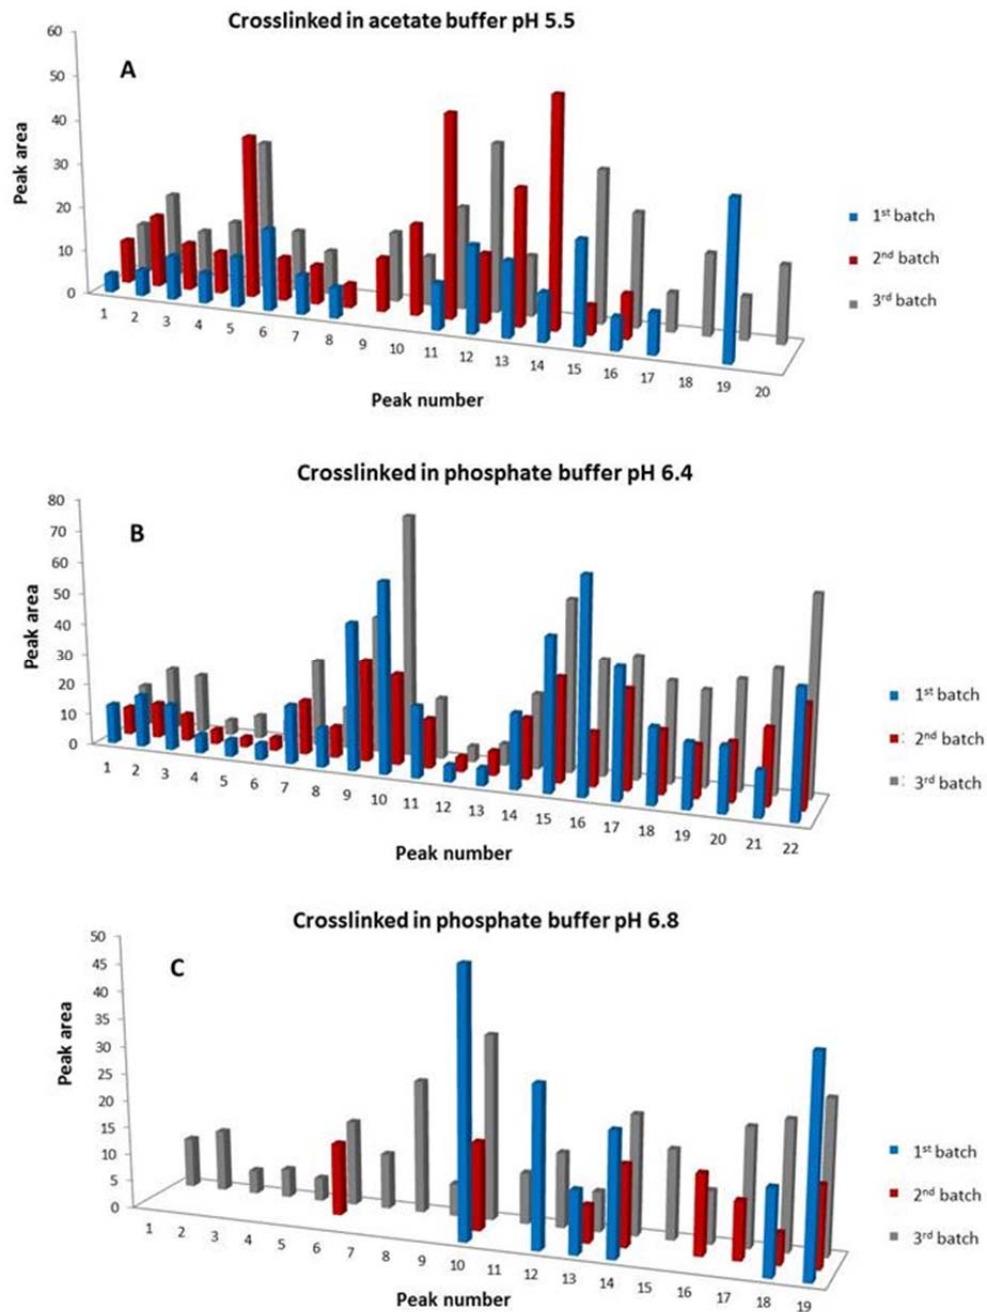 Crosslinked in acetate buffer pH 5.5
A
Peak area
60
50
40
30
20
10
0
1 2 3 4 5 6 7 8 9 10 11 12 13 14 15 16 17 18 19 20
Peak number
1st batch
2nd batch
3rd batch
Crosslinked in phosphate buffer pH 6.4
B
Peak area
80
70
60
50
40
30
20
10
0
1 2 3 4 5 6 7 8 9 10 11 12 13 14 15 16 17 18 19 20 21 22
Peak number
1st batch
2nd batch
3rd batch
Crosslinked in phosphate buffer pH 6.8
C
Peak area
50
45
40
35
30
25
20
15
10
5
0
1 2 3 4 5 6 7 8 9 10 11 12 13 14 15 16 17 18 19
Peak number
1st batch
2nd batch
3rd batch